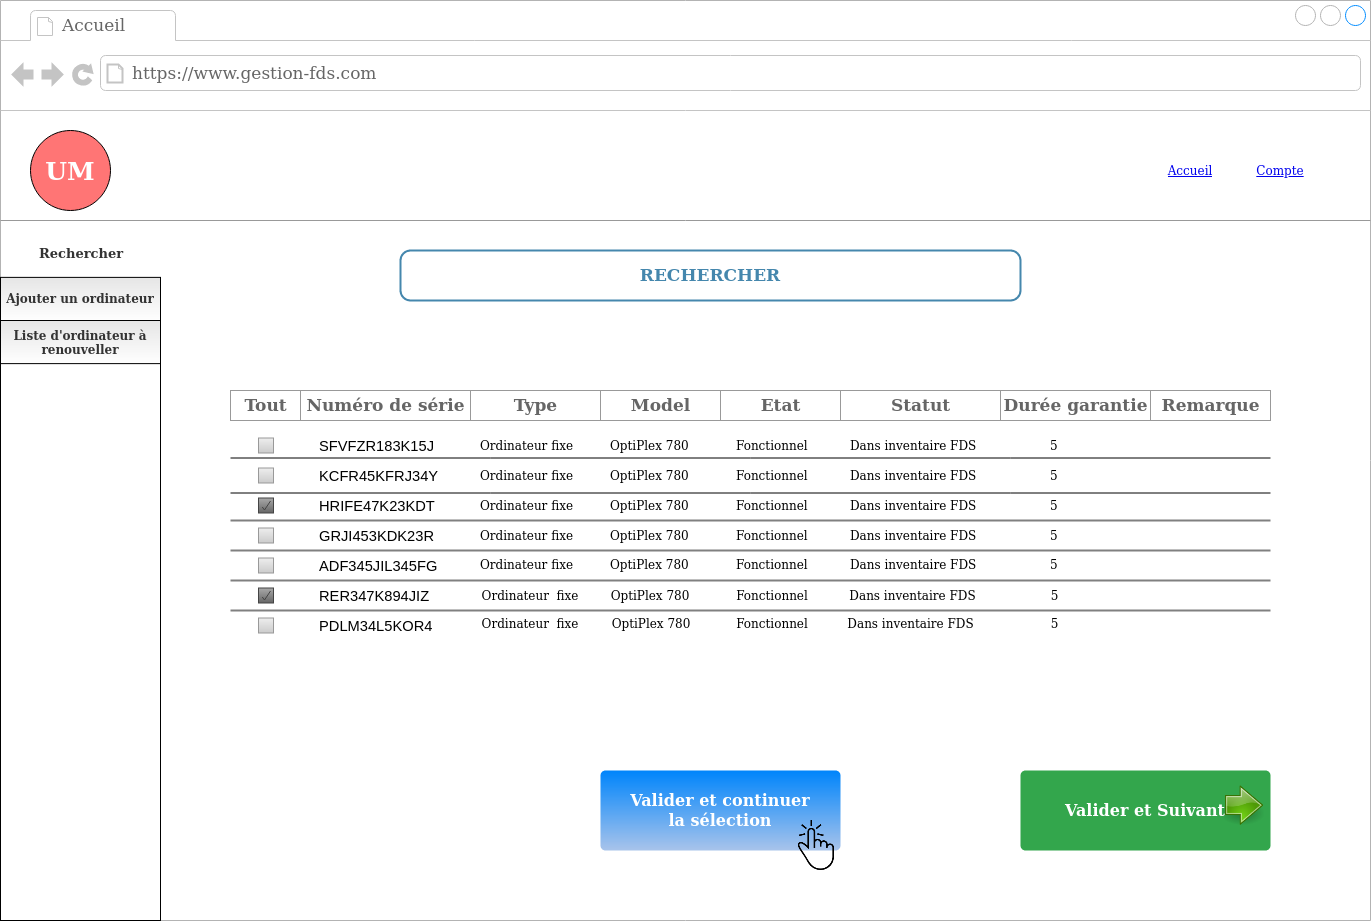 Accueil
https://www.gestion-fds.com
UM
Accueil Compte
Rechercher
Ajouter un ordinateur
Liste d'ordinateur à
renouveller
RECHERCHER
Tout Numéro de série Type Model Etat Statut Durée garantie Remarque
SFVFZR183K15J Ordinateur fixe OptiPlex 780 Fonctionnel Dans inventaire FDS 5
KCFR45KFRJ34Y Ordinateur fixe OptiPlex 780 Fonctionnel Dans inventaire FDS 5
HRIFE47K23KDT Ordinateur fixe OptiPlex 780 Fonctionnel Dans inventaire FDS 5
GRJI453KDK23R Ordinateur fixe OptiPlex 780 Fonctionnel Dans inventaire FDS 5
ADF345JIL345FG Ordinateur fixe OptiPlex 780 Fonctionnel Dans inventaire FDS 5
RER347K894JIZ Ordinateur fixe OptiPlex 780 Fonctionnel Dans inventaire FDS 5
PDLM34L5KOR4 Ordinateur fixe OptiPlex 780 Fonctionnel Dans inventaire FDS 5
Valider et continuer
la sélection
Valider et Suivant